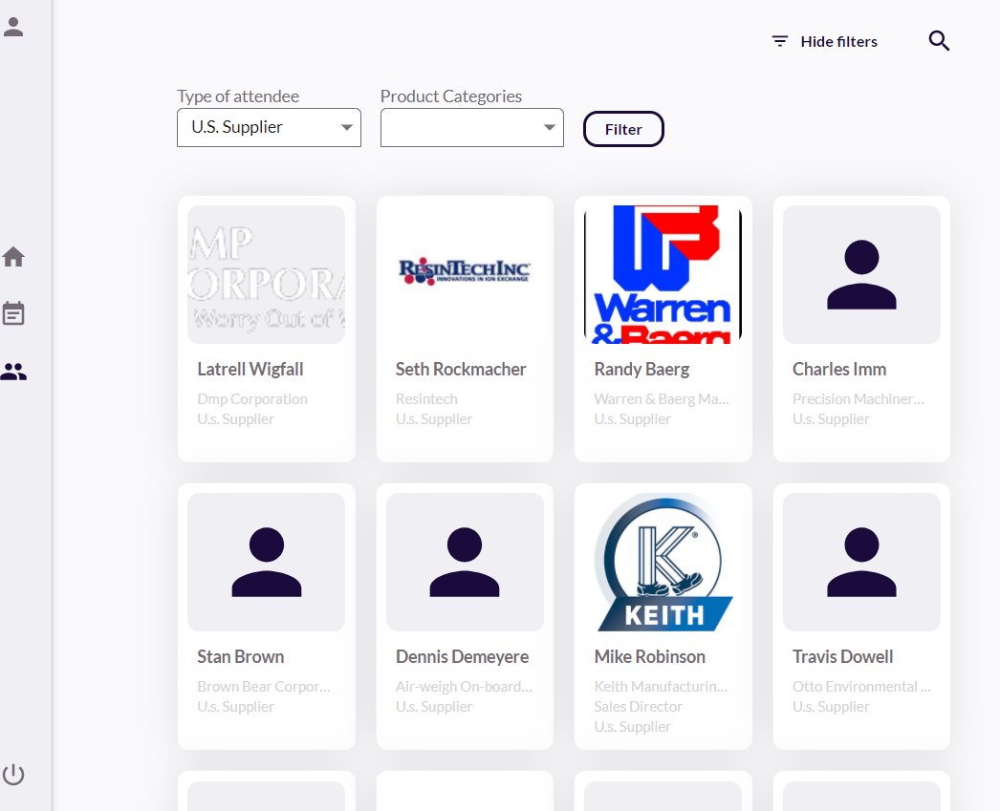 Hide filters
Type of attendee
Product Categories
U.S. Supplier
Filter
MP
ORPORA
Worry Out of
RESINTECH INC
INNOVATIONS IN ION EXCHANGE
Warren
& Baerg
Latrell Wigfall
Dmp Corporation
U.s. Supplier
Seth Rockmacher
Resintech
U.s. Supplier
Randy Baerg
Warren & Baerg Ma...
U.s. Supplier
Charles Imm
Precision Machiner...
U.s. Supplier
K®
KEITH
Stan Brown
Brown Bear Corpor...
U.s. Supplier
Dennis Demeyere
Air-weigh On-board...
U.s. Supplier
Mike Robinson
Keith Manufacturin...
Sales Director
U.s. Supplier
Travis Dowell
Otto Environmental ...
U.s. Supplier